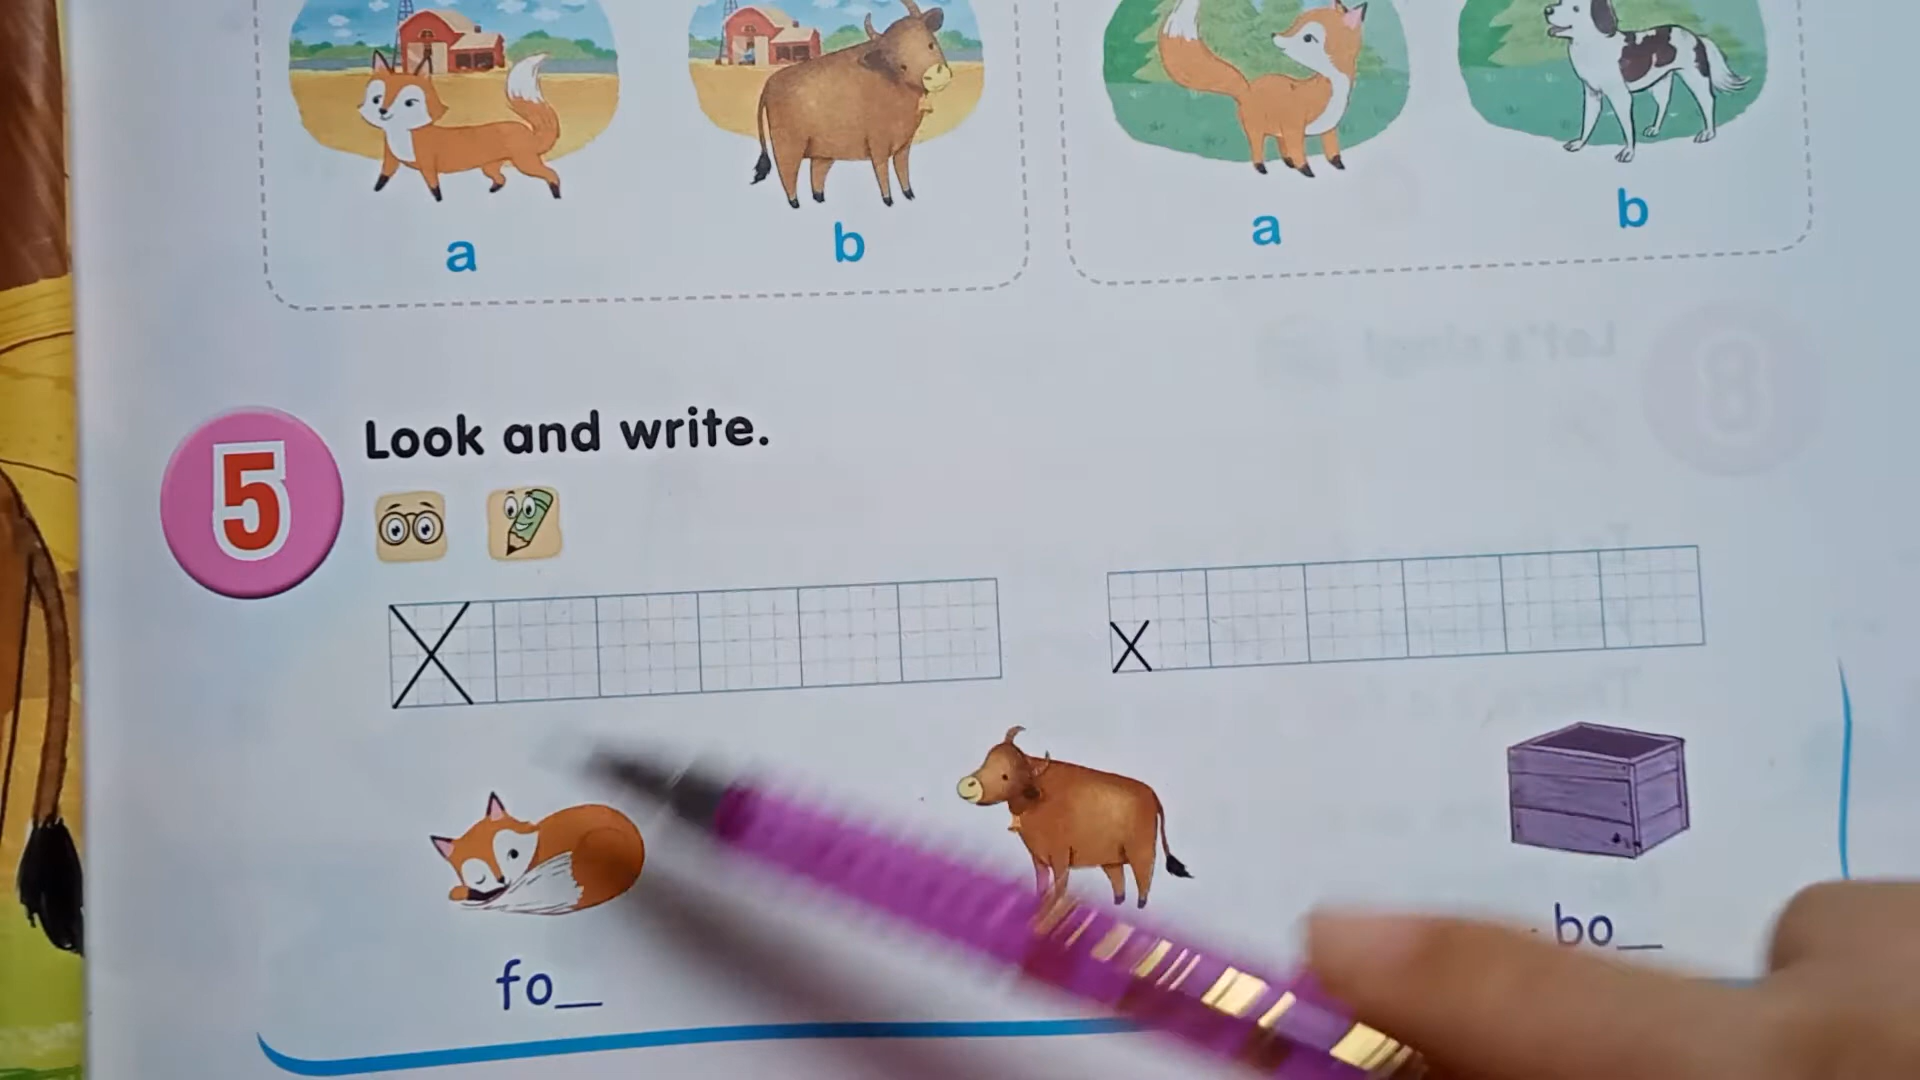 a b a b
5 Look and write.
X x
fo_ bo_